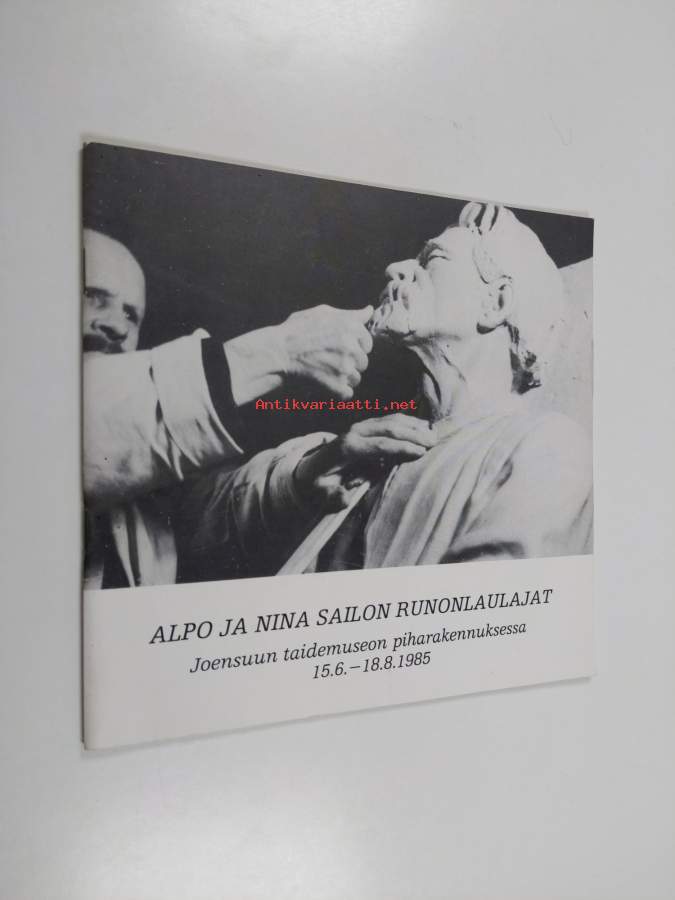 Antikvariaatti.net
ALPO JA NINA SAILON RUNONLAULAJAT
Joensuun taidemuseon piharakennuksessa
15.6.–18.8.1985